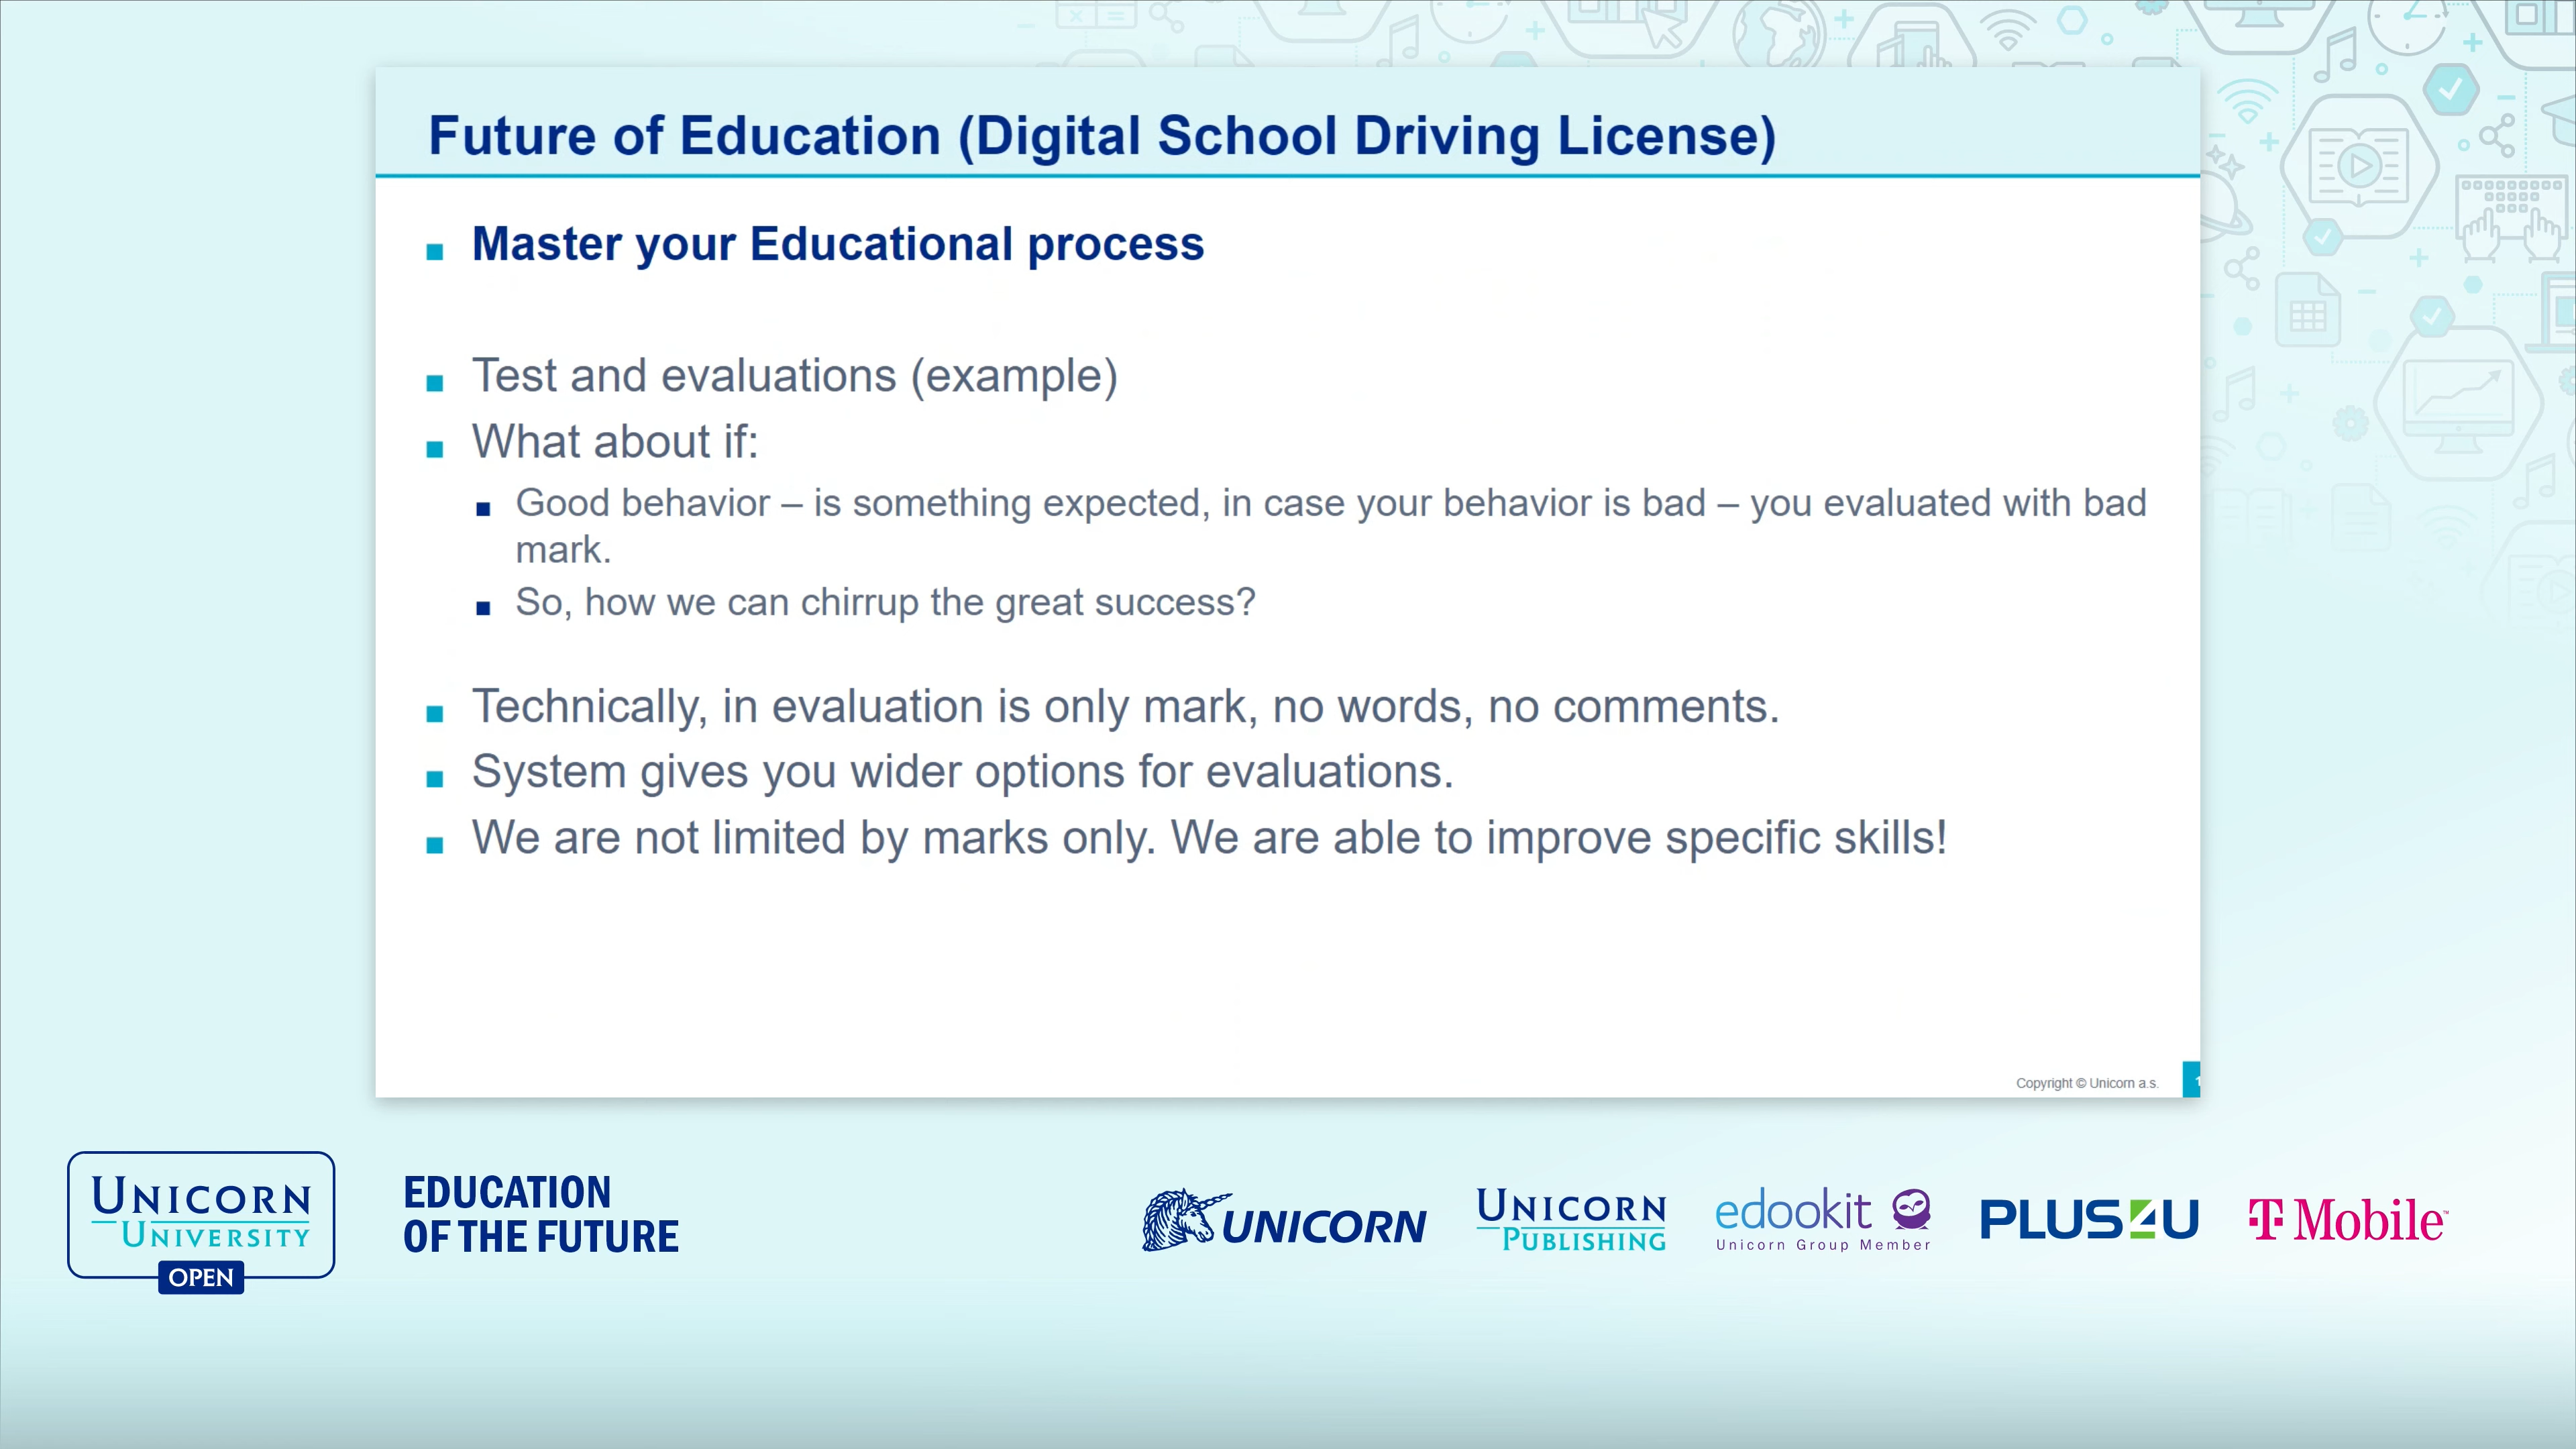 Future of Education (Digital School Driving License)
Master your Educational process
Test and evaluations (example)
What about if:
Good behavior – is something expected, in case your behavior is bad – you evaluated with bad
mark.
So, how we can chirrup the great success?
Technically, in evaluation is only mark, no words, no comments.
System gives you wider options for evaluations.
We are not limited by marks only. We are able to improve specific skills!
Copyright © Unicorn a.s.
UNICORN
UNIVERSITY
OPEN
EDUCATION
OF THE FUTURE
UNICORN
UNICORN
PUBLISHING
edookit
Unicorn Group Member
PLUS4U
T Mobile™